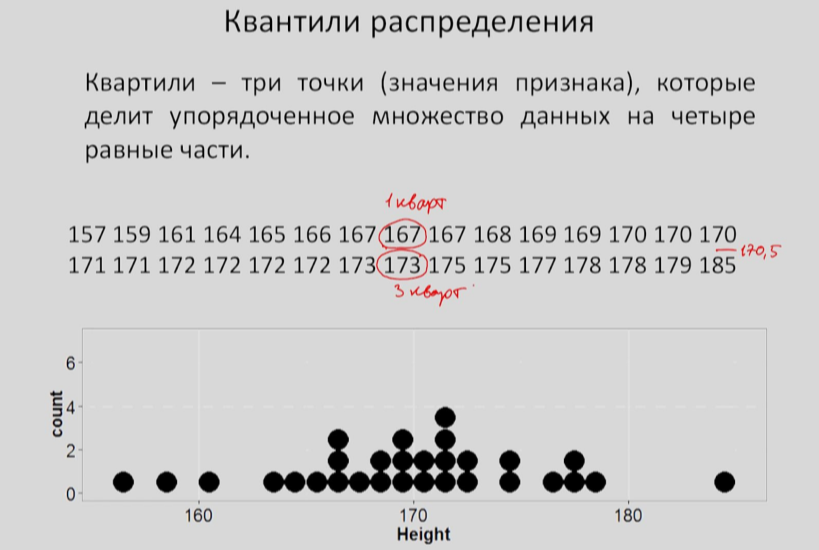 Квантили распределения
Квартили – три точки (значения признака), которые
делит упорядоченное множество данных на четыре
равные части.
1 кварт
157 159 161 164 165 166 167 167 167 168 169 169 170 170 170
170,5
171 171 172 172 172 172 173 173 175 175 177 178 178 179 185
3 кварт
6
4
2
0
count
160 170 180
Height